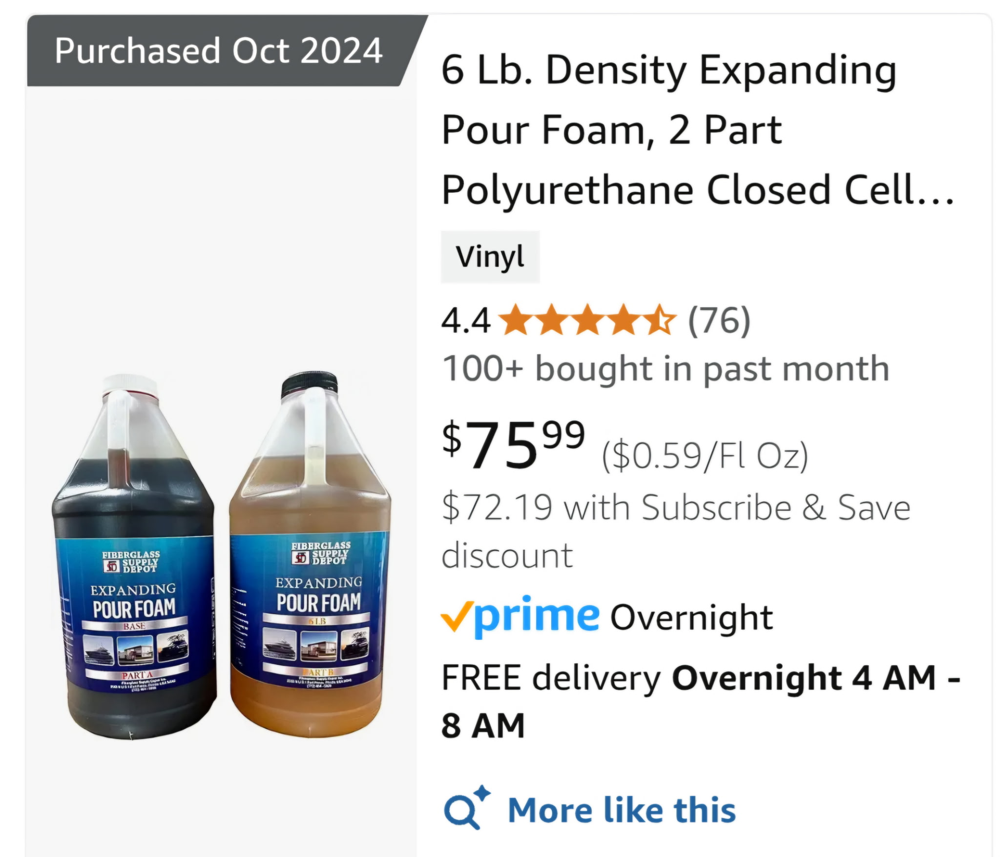 Purchased Oct 2024
6 Lb. Density Expanding
Pour Foam, 2 Part
Polyurethane Closed Cell...
Vinyl
4.4 (76)
100+ bought in past month
$75 99 ($0.59/Fl Oz)
$72.19 with Subscribe & Save
discount
prime Overnight
FREE delivery Overnight 4 AM -
8 AM
More like this
FIBERGLASS
SUPPLY
DEPOT
EXPANDING
POUR FOAM
BASE
PART A
FIBERGLASS
SUPPLY
DEPOT
EXPANDING
POUR FOAM
6 LB
PART B